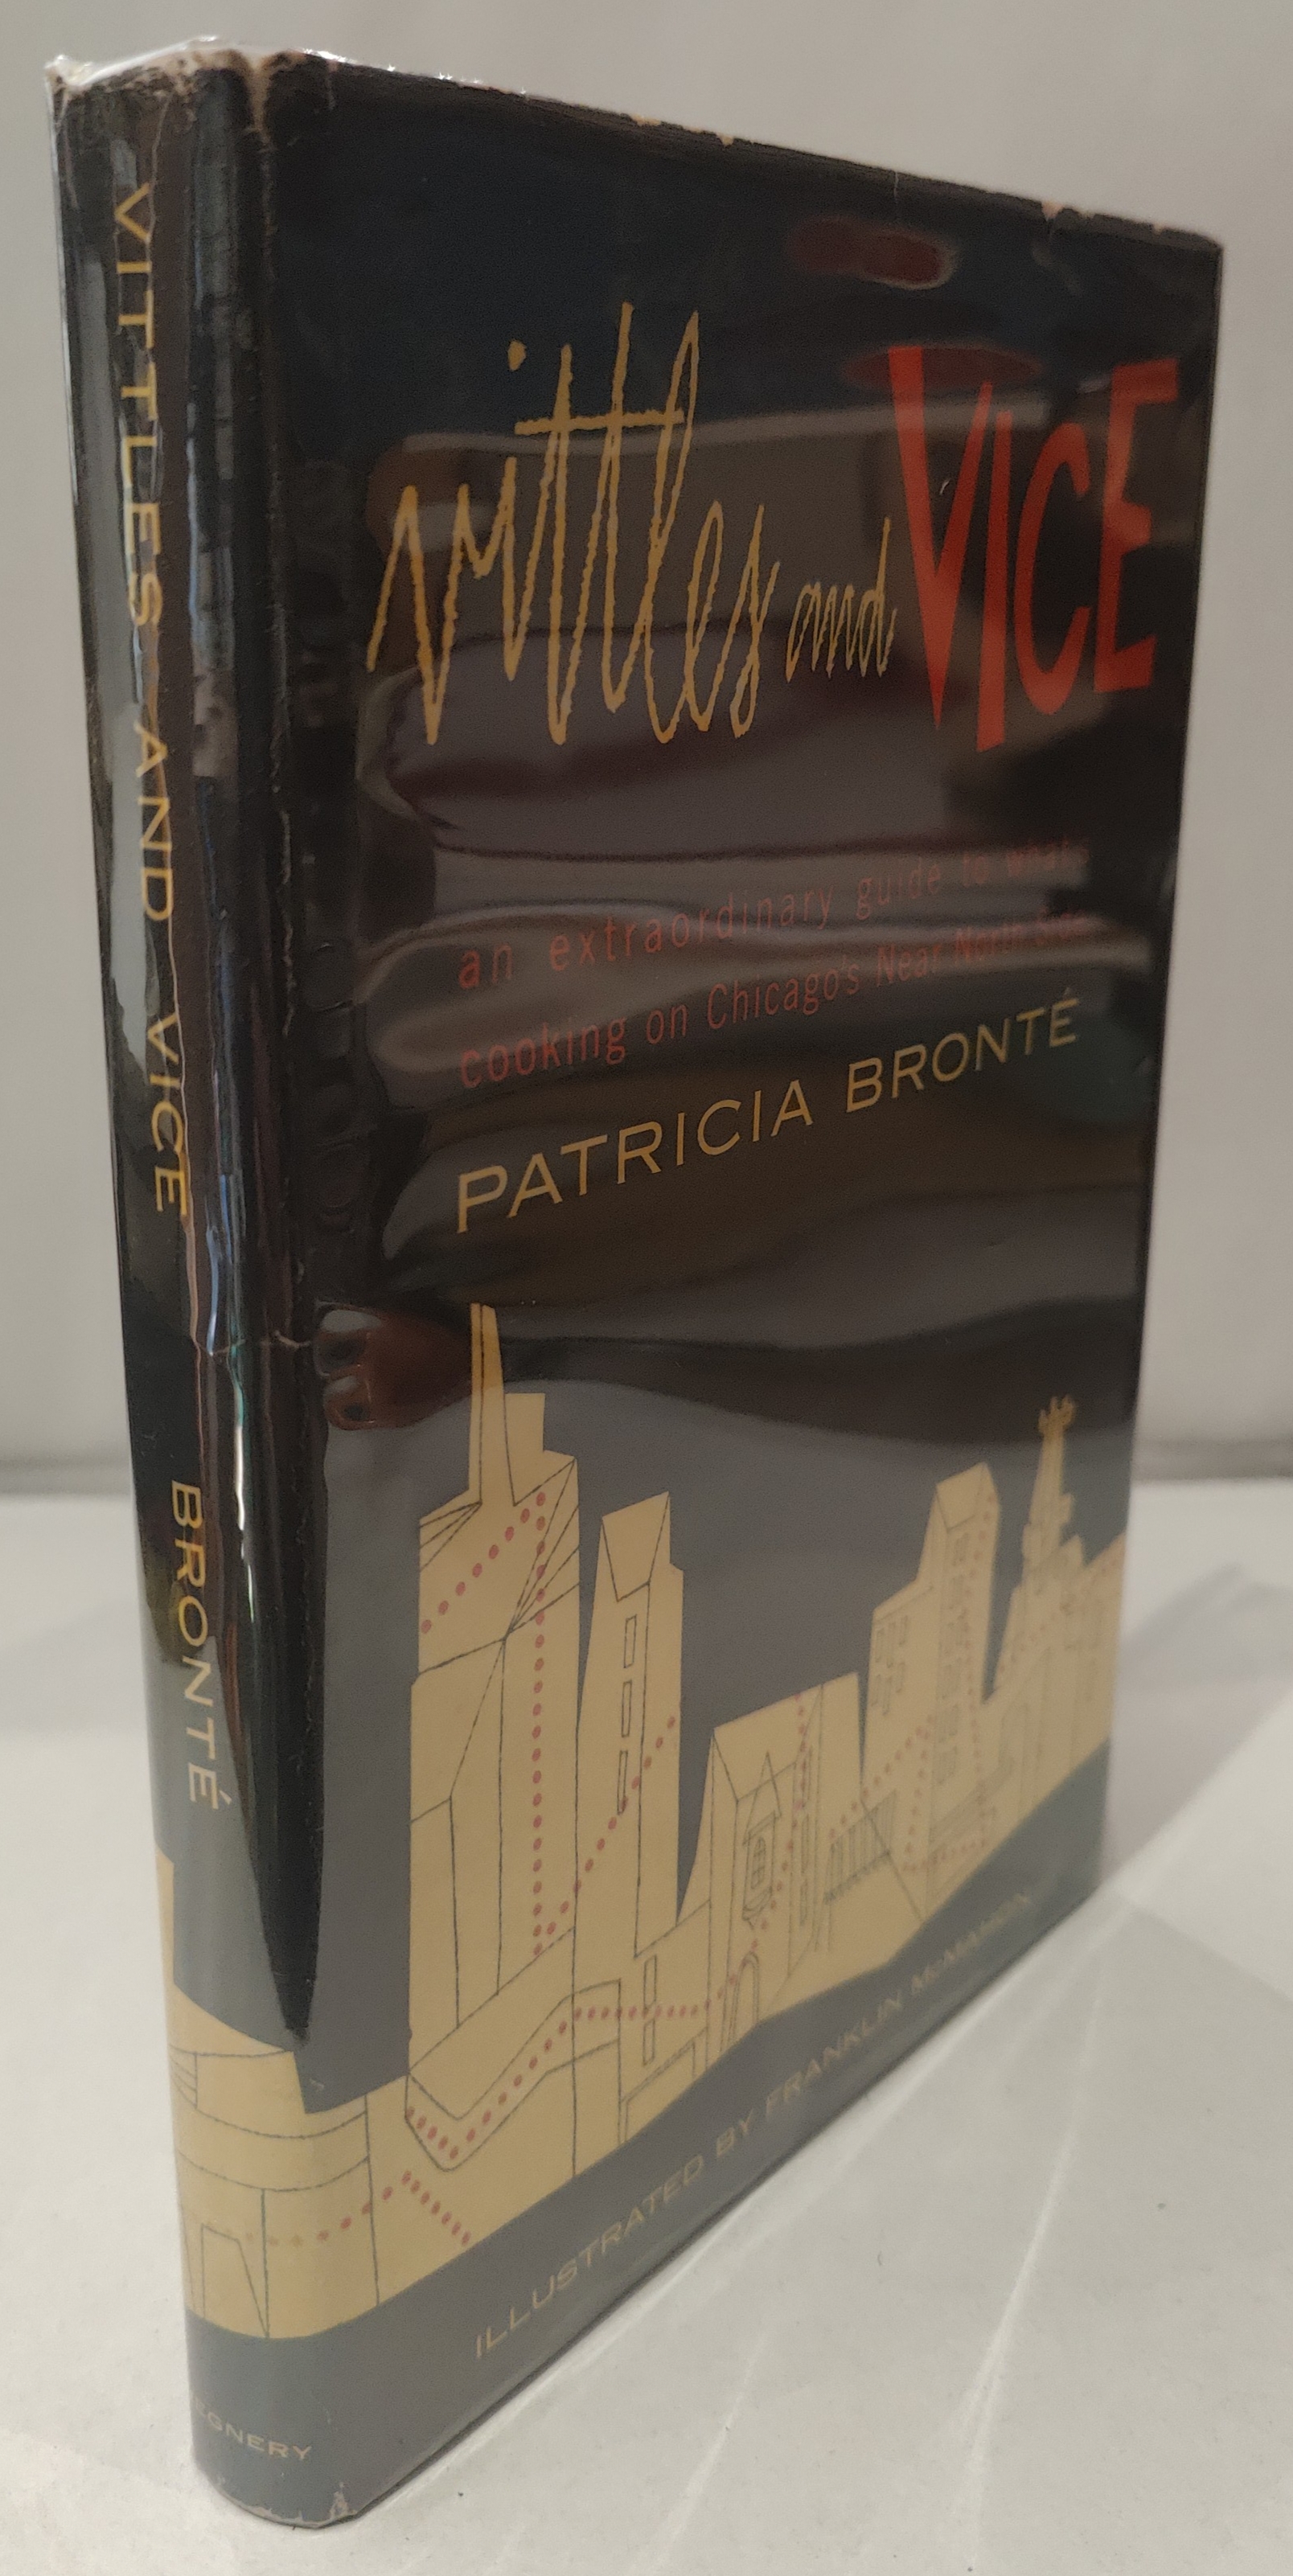 VITTLES AND VICE
BRONTÉ
EGNERY
vittles and VICE
an extraordinary guide to what's
cooking on Chicago's Near North Side
PATRICIA BRONTÉ
ILLUSTRATED BY FRANKLIN McMAHON